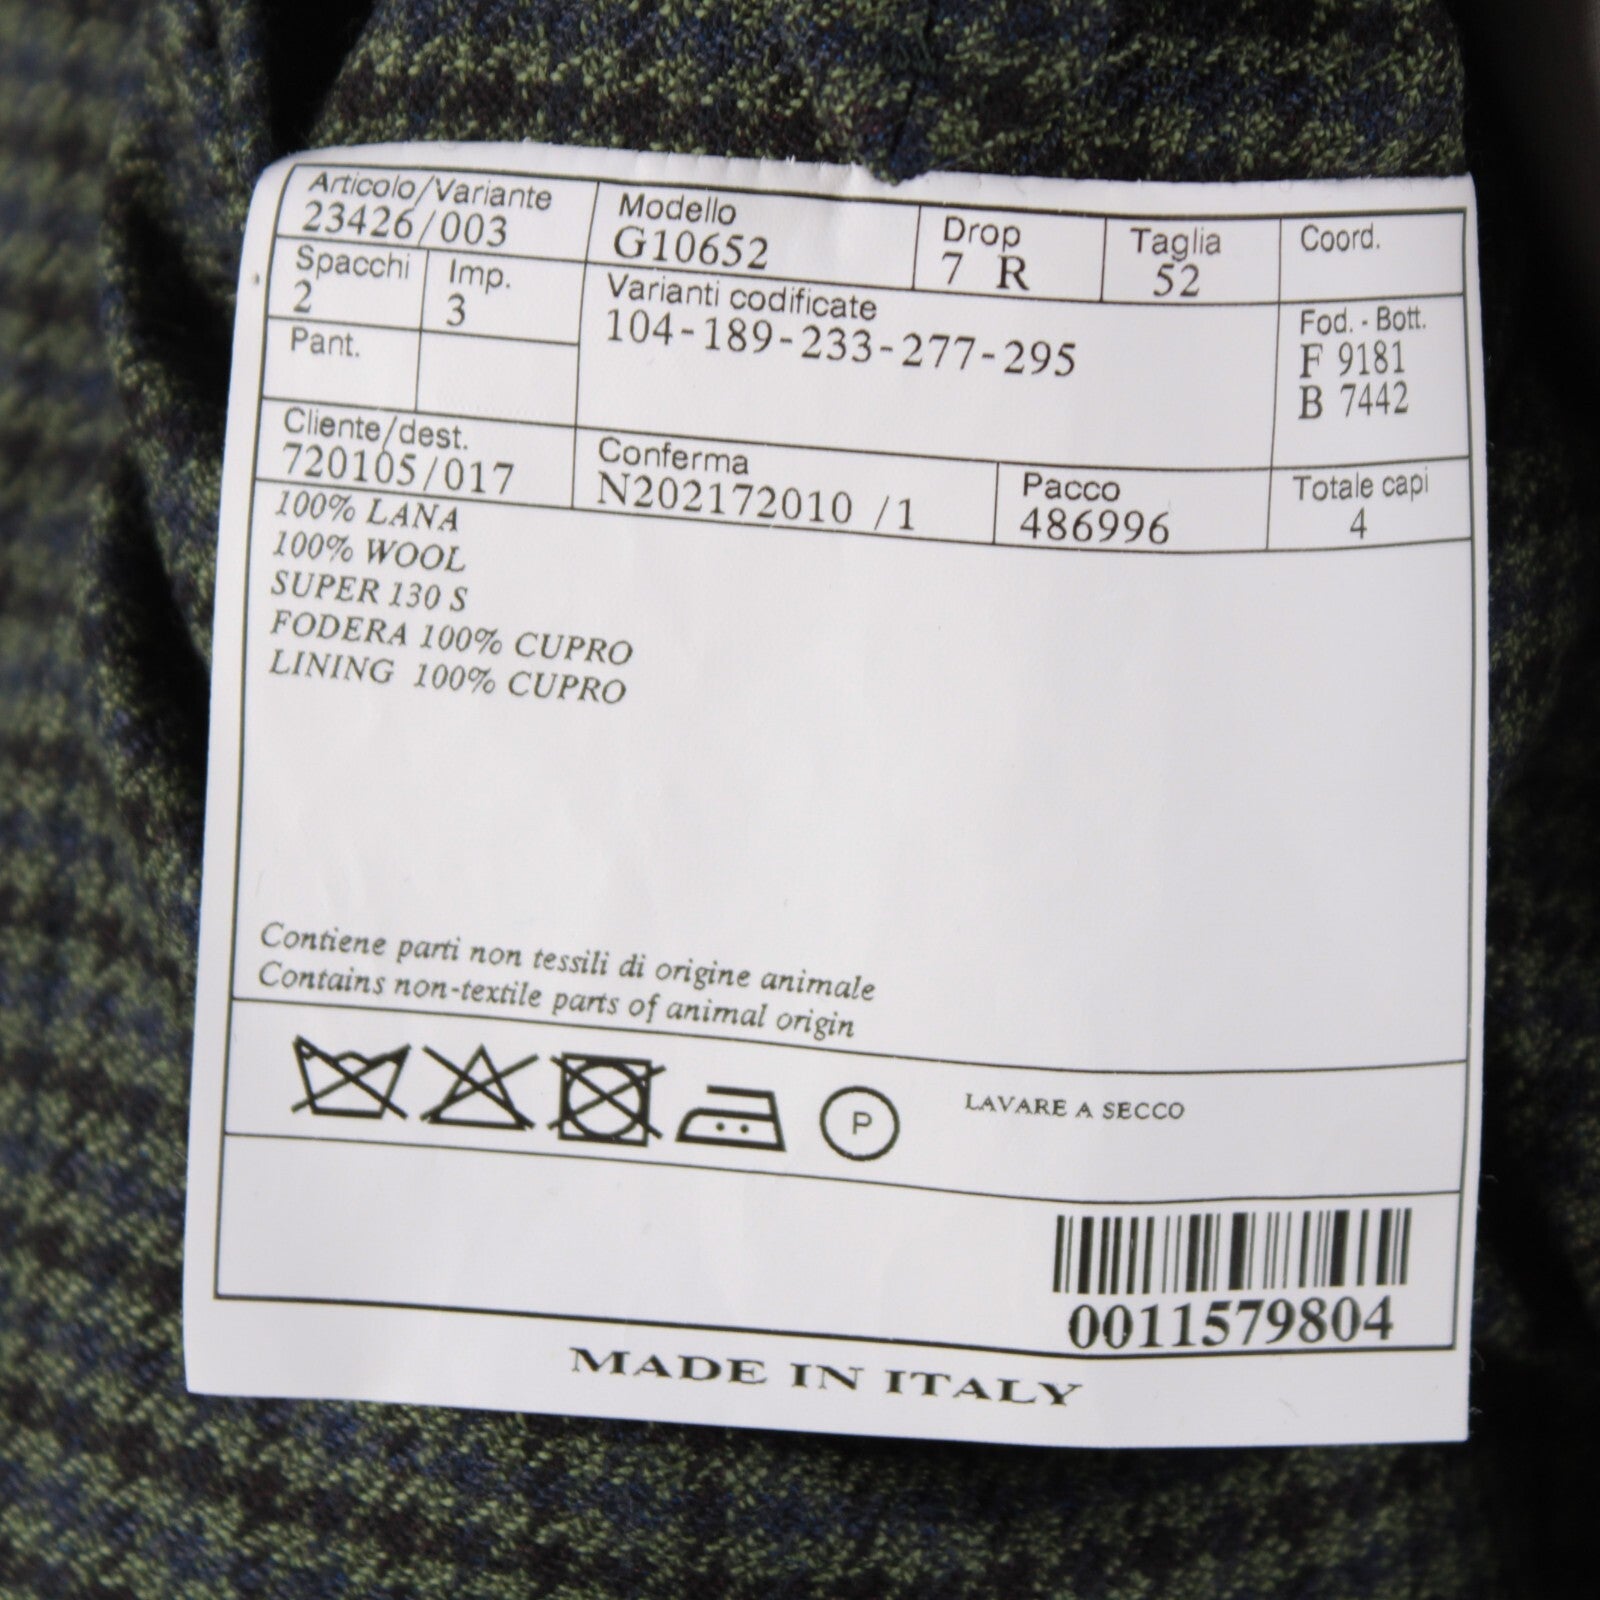 Articolo/Variante Modello Drop Taglia Coord.
23426/003 G10652 7 R 52
Spacchi Imp. Varianti codificate Fod. - Bott.
2 3 104-189-233-277-295 F 9181
Pant. B 7442
Cliente/dest. Conferma Pacco Totale capi
720105/017 N202172010 /1 486996 4
100% LANA
100% WOOL
SUPER 130 S
FODERA 100% CUPRO
LINING 100% CUPRO
Contiene parti non tessili di origine animale
Contains non-textile parts of animal origin
P LAVARE A SECCO
0011579804
MADE IN ITALY